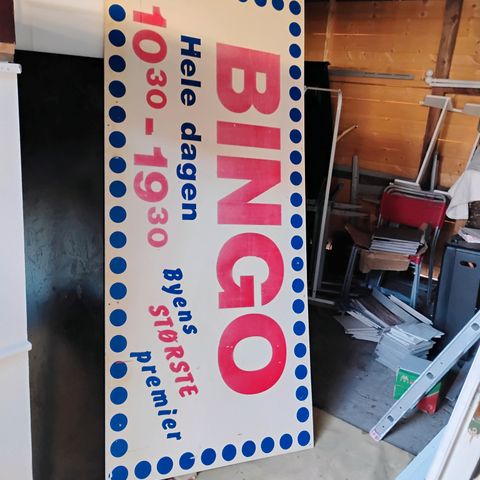 BINGO
Hele dagen
10³⁰ - 19³⁰
Byens
STØRSTE
premier